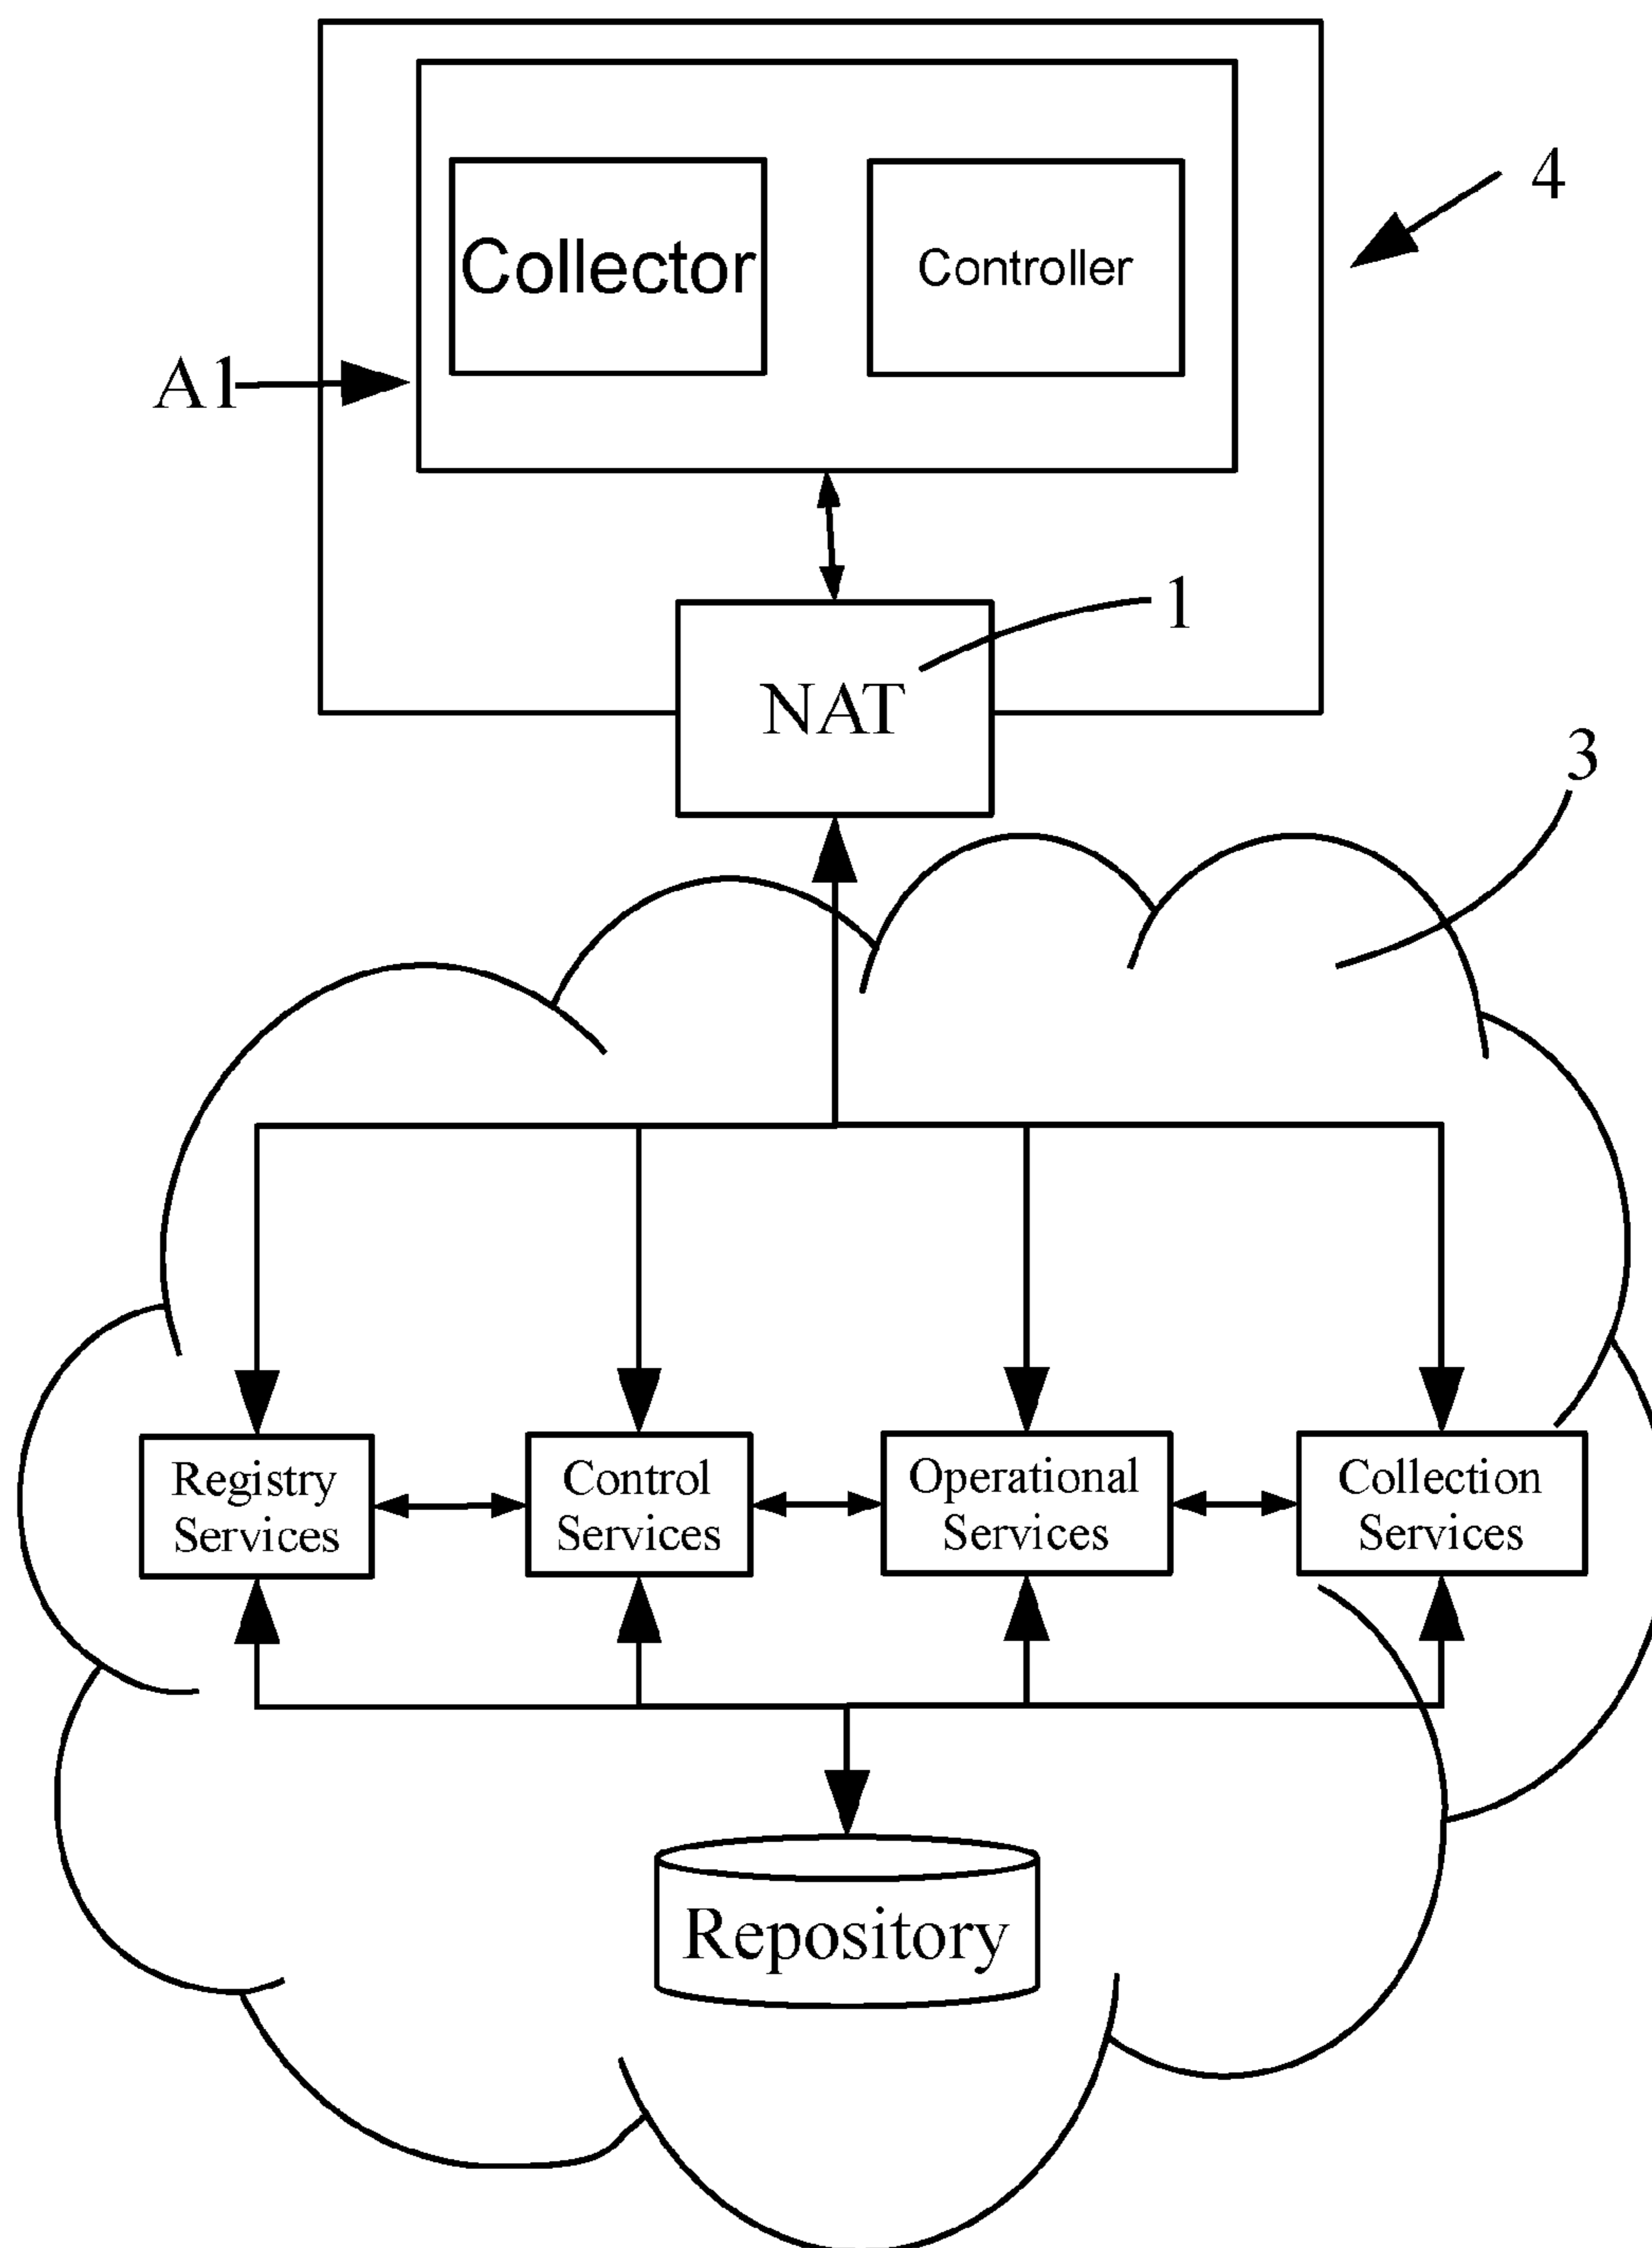 4
Collector
Controller
A1
1
NAT
3
Registry
Services
Control
Services
Operational
Services
Collection
Services
Repository